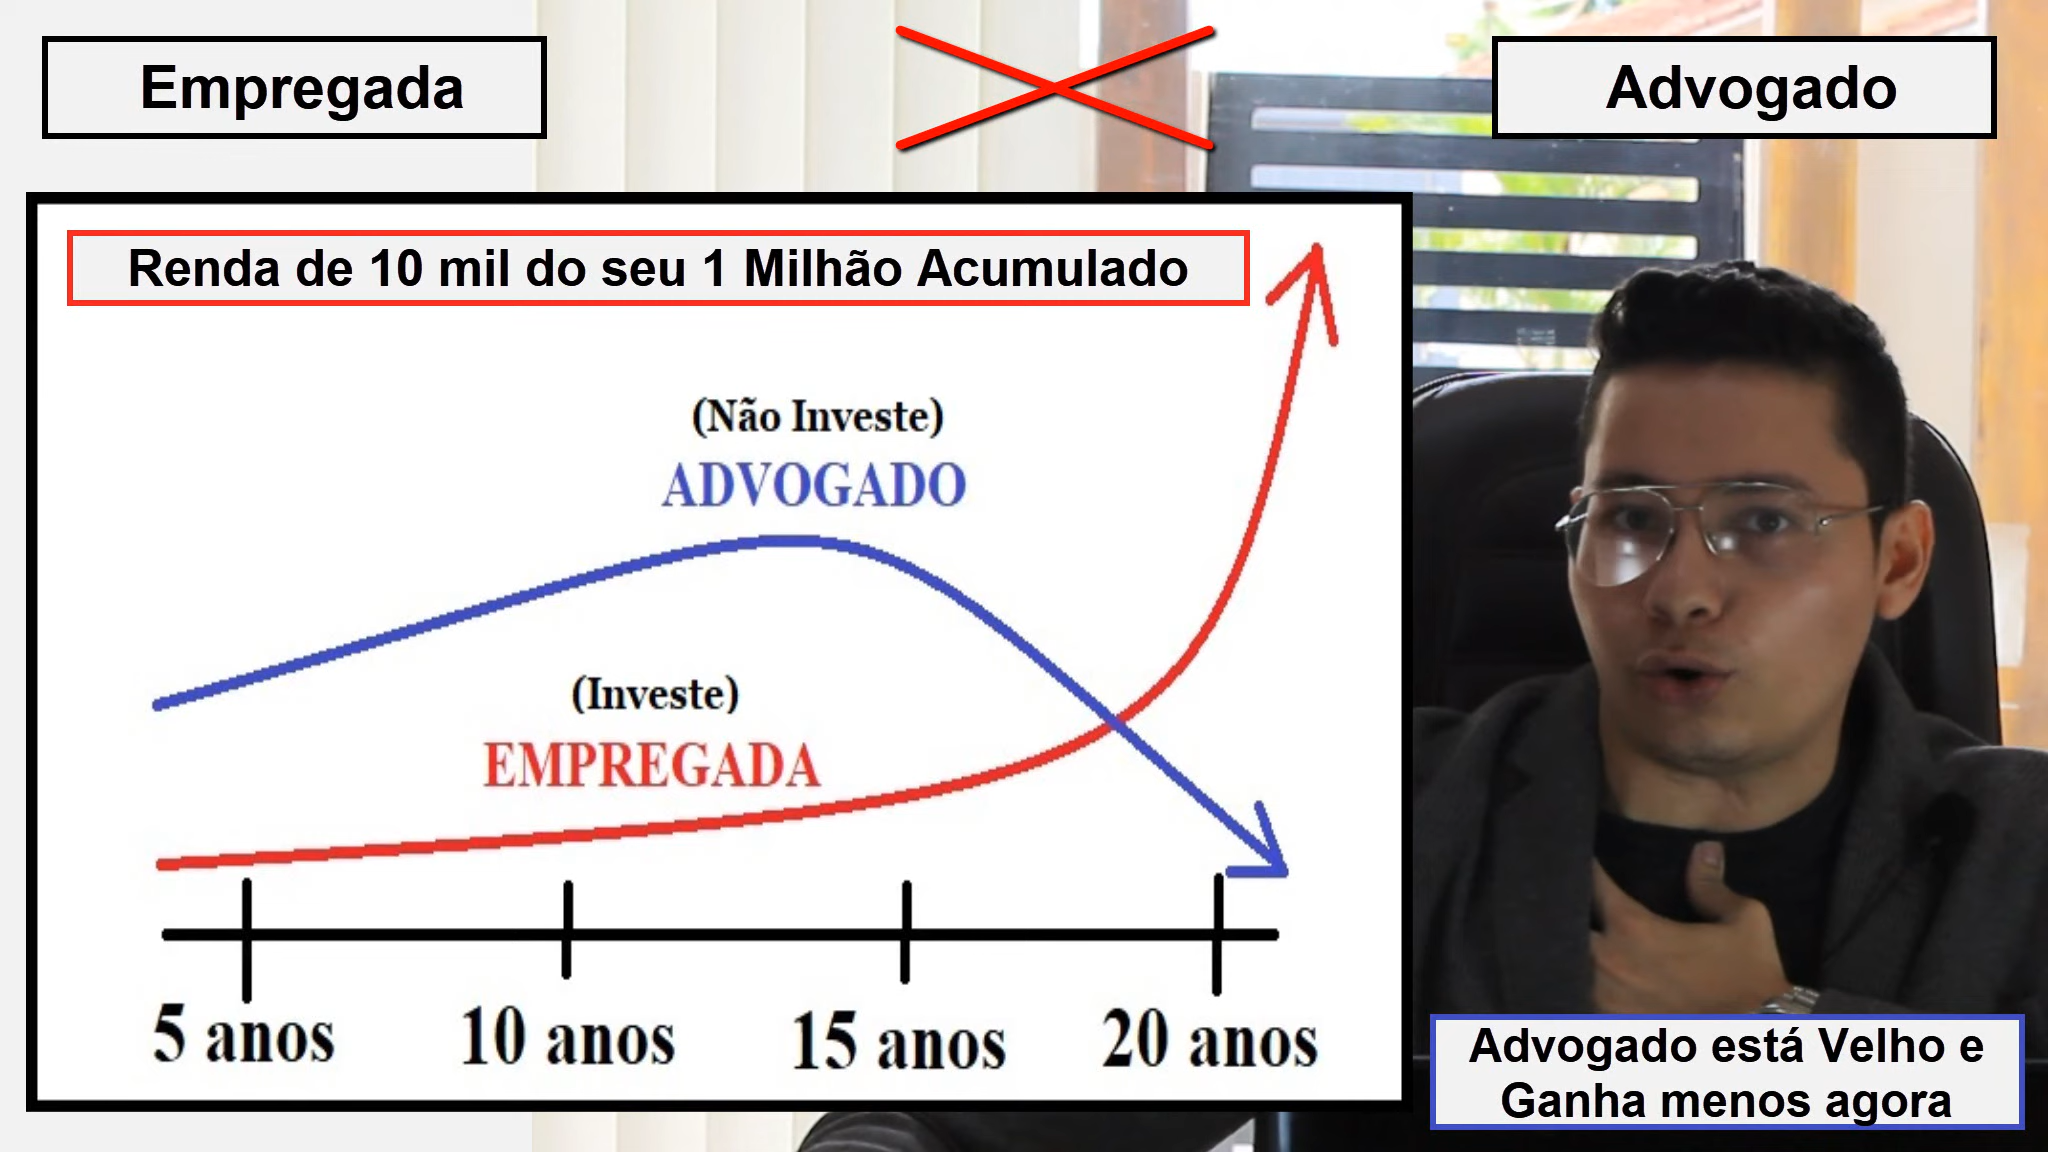 Empregada
Advogado
Renda de 10 mil do seu 1 Milhão Acumulado
(Não Investe)
ADVOGADO
(Investe)
EMPREGADA
5 anos
10 anos
15 anos
20 anos
Advogado está Velho e
Ganha menos agora